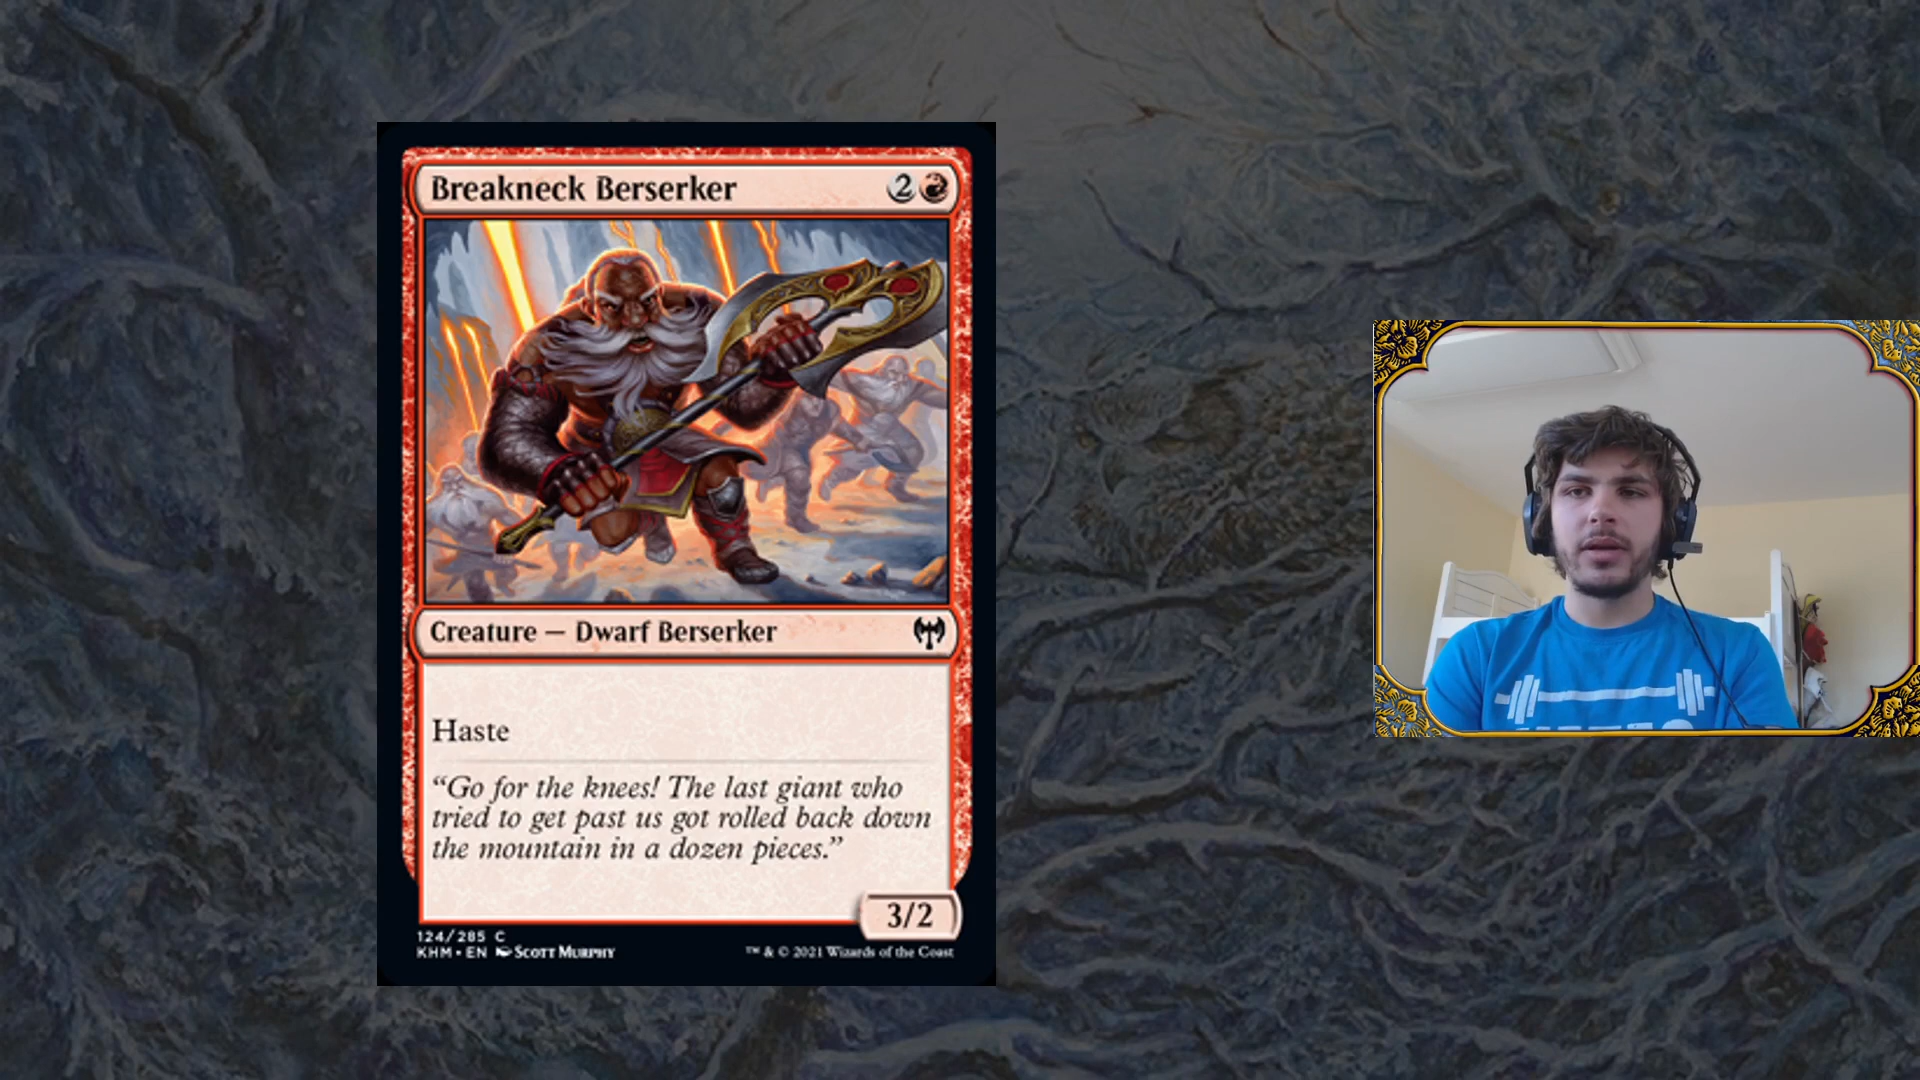 Breakneck Berserker 2
Creature — Dwarf Berserker
Haste
“Go for the knees! The last giant who
tried to get past us got rolled back down
the mountain in a dozen pieces.”
3/2
124/285 C
KHM • EN Scott Murphy ™ & © 2021 Wizards of the Coast